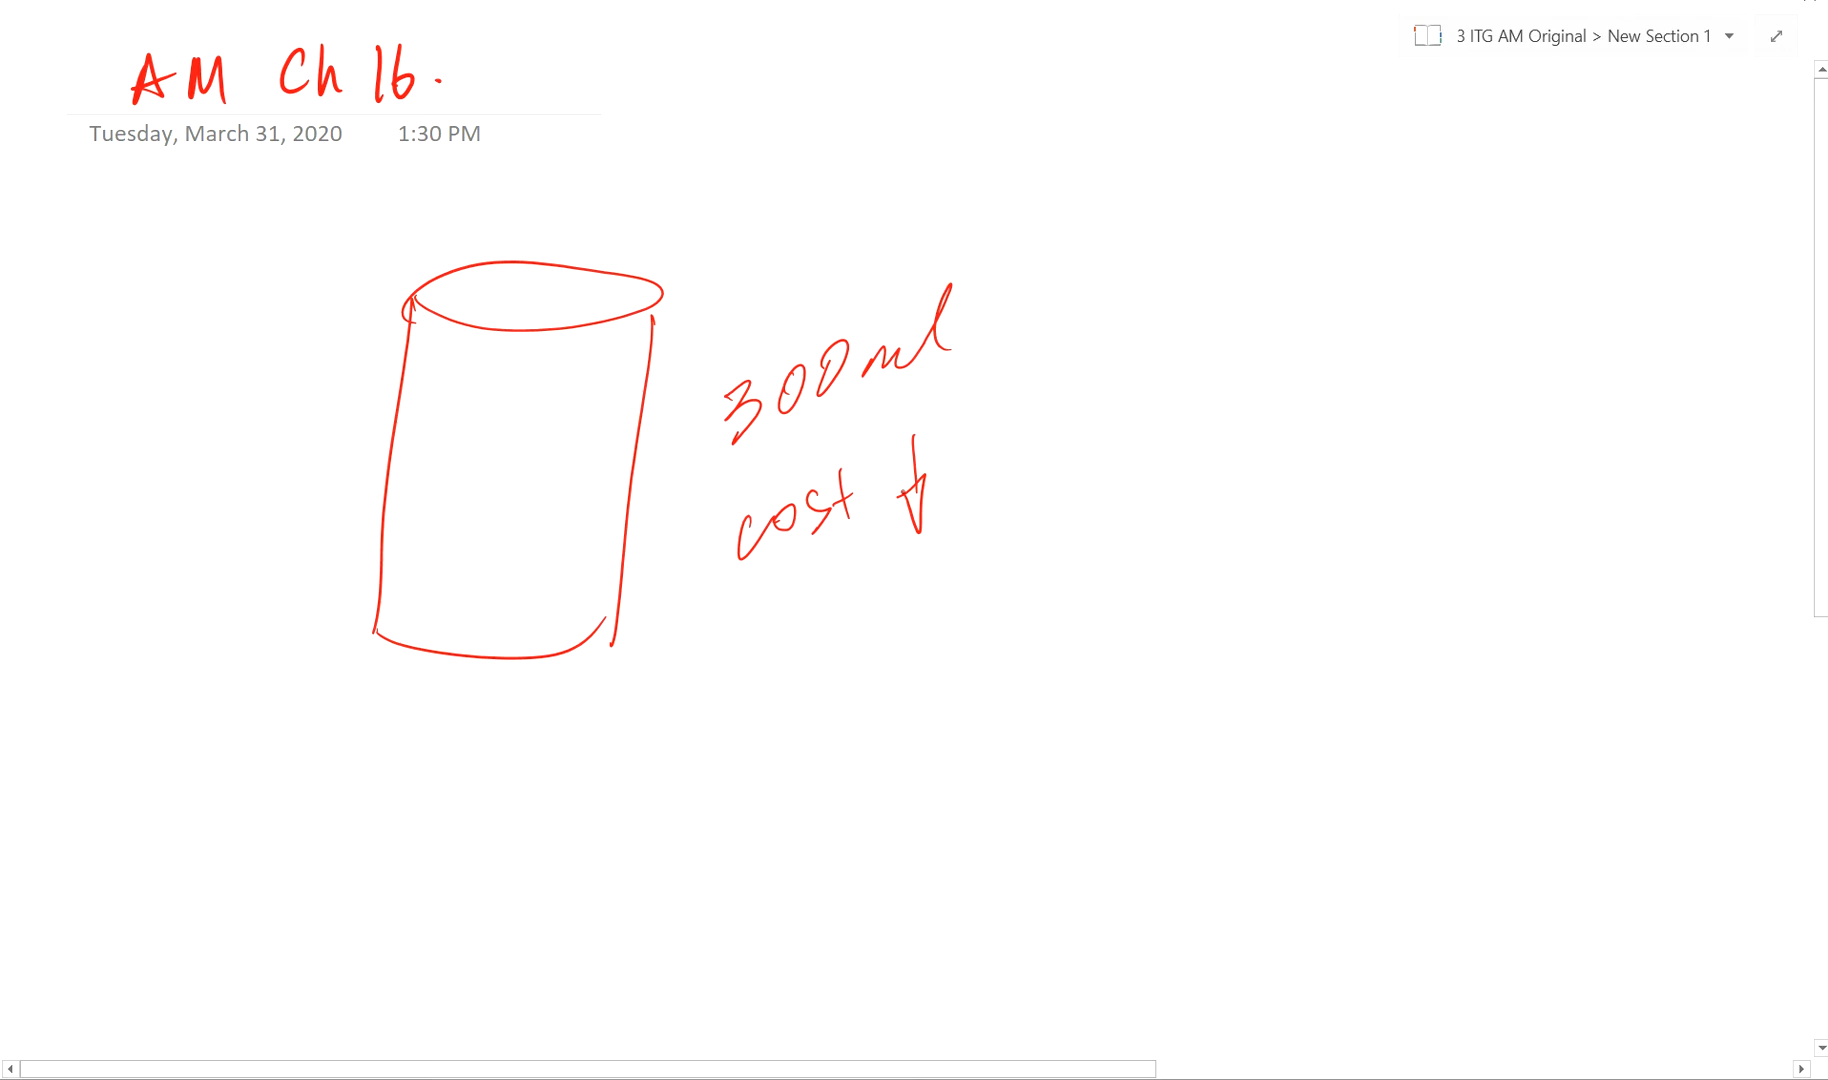 3 ITG AM Original > New Section 1
AM Ch 16.
Tuesday, March 31, 2020 1:30 PM
300ml
cost ↓